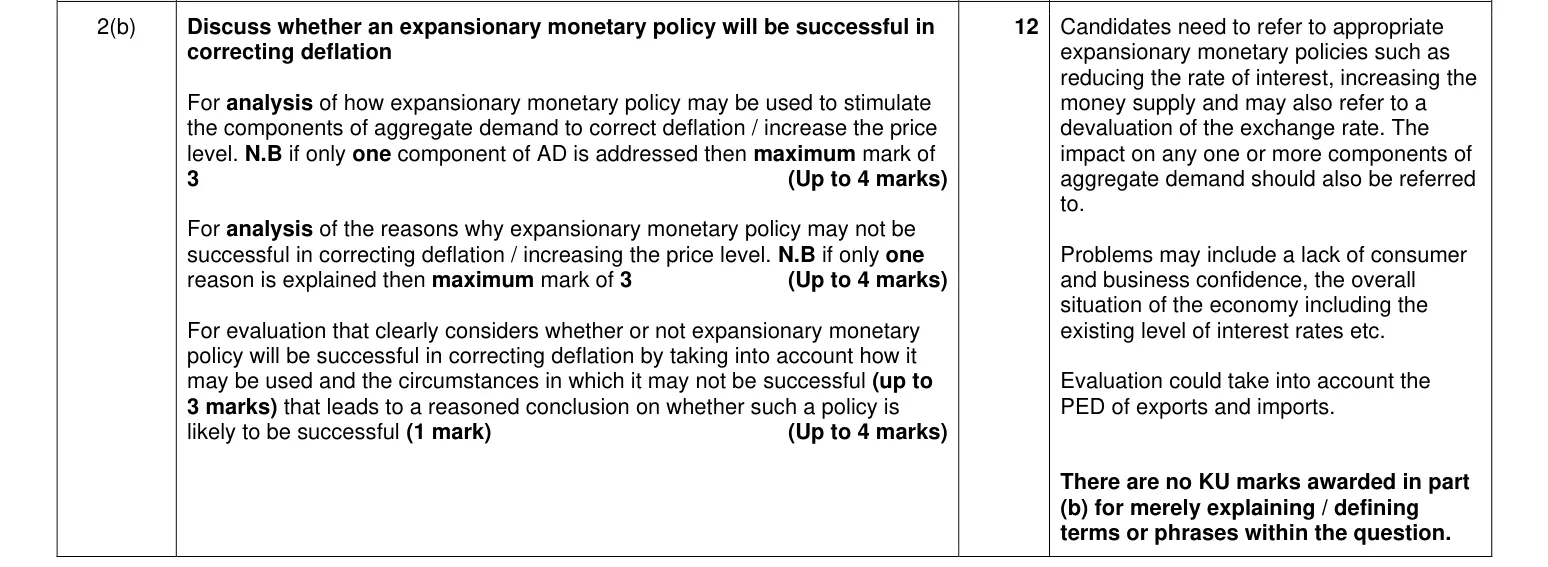 2(b)
Discuss whether an expansionary monetary policy will be successful in
correcting deflation
For analysis of how expansionary monetary policy may be used to stimulate
the components of aggregate demand to correct deflation / increase the price
level. N.B if only one component of AD is addressed then maximum mark of
3 (Up to 4 marks)
For analysis of the reasons why expansionary monetary policy may not be
successful in correcting deflation / increasing the price level. N.B if only one
reason is explained then maximum mark of 3 (Up to 4 marks)
For evaluation that clearly considers whether or not expansionary monetary
policy will be successful in correcting deflation by taking into account how it
may be used and the circumstances in which it may not be successful (up to
3 marks) that leads to a reasoned conclusion on whether such a policy is
likely to be successful (1 mark) (Up to 4 marks)
12
Candidates need to refer to appropriate
expansionary monetary policies such as
reducing the rate of interest, increasing the
money supply and may also refer to a
devaluation of the exchange rate. The
impact on any one or more components of
aggregate demand should also be referred
to.
Problems may include a lack of consumer
and business confidence, the overall
situation of the economy including the
existing level of interest rates etc.
Evaluation could take into account the
PED of exports and imports.
There are no KU marks awarded in part
(b) for merely explaining / defining
terms or phrases within the question.